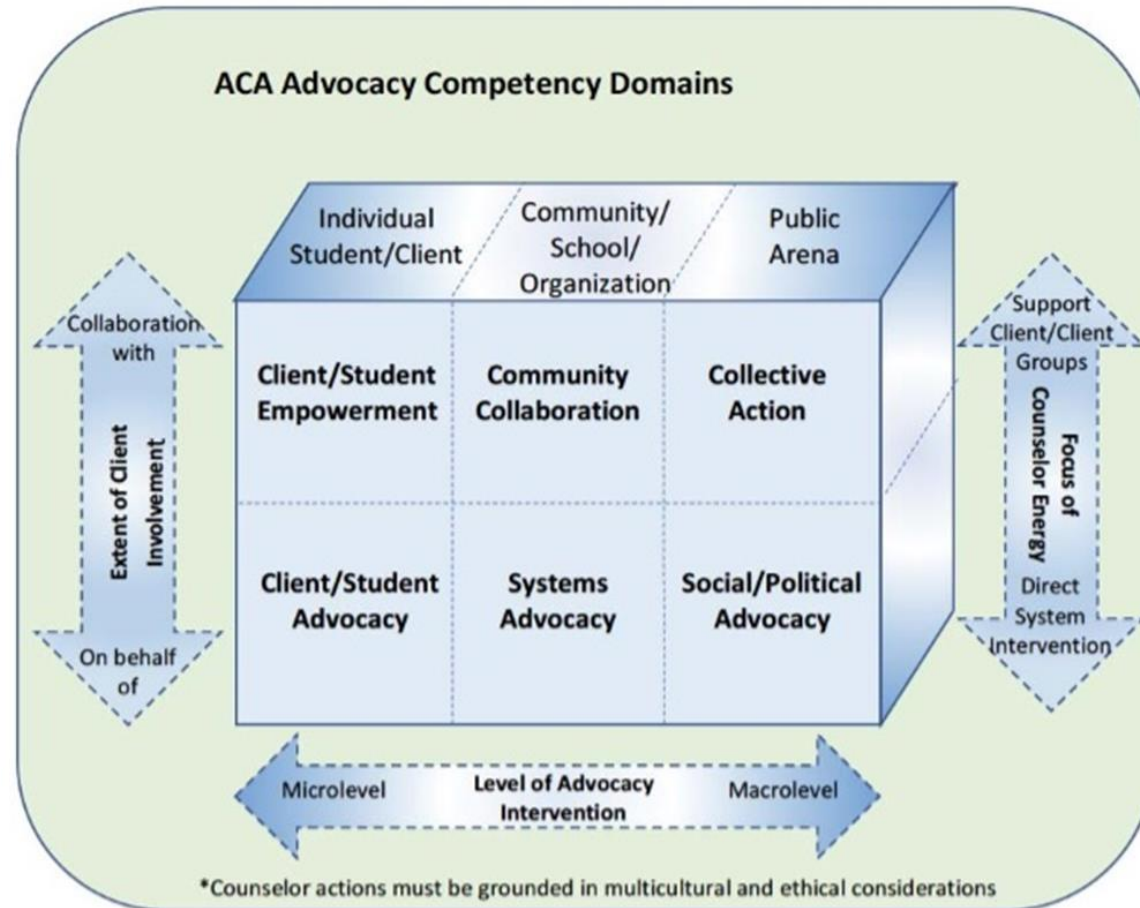 ACA Advocacy Competency Domains
Individual
Student/Client
Community/
School/
Organization
Public
Arena
Collaboration
with
Extent of Client
Involvement
On behalf
of
Client/Student
Empowerment
Community
Collaboration
Collective
Action
Client/Student
Advocacy
Systems
Advocacy
Social/Political
Advocacy
Support
Client/Client
Groups
Focus of
Counselor Energy
Direct
System
Intervention
Microlevel
Level of Advocacy
Intervention
Macrolevel
*Counselor actions must be grounded in multicultural and ethical considerations